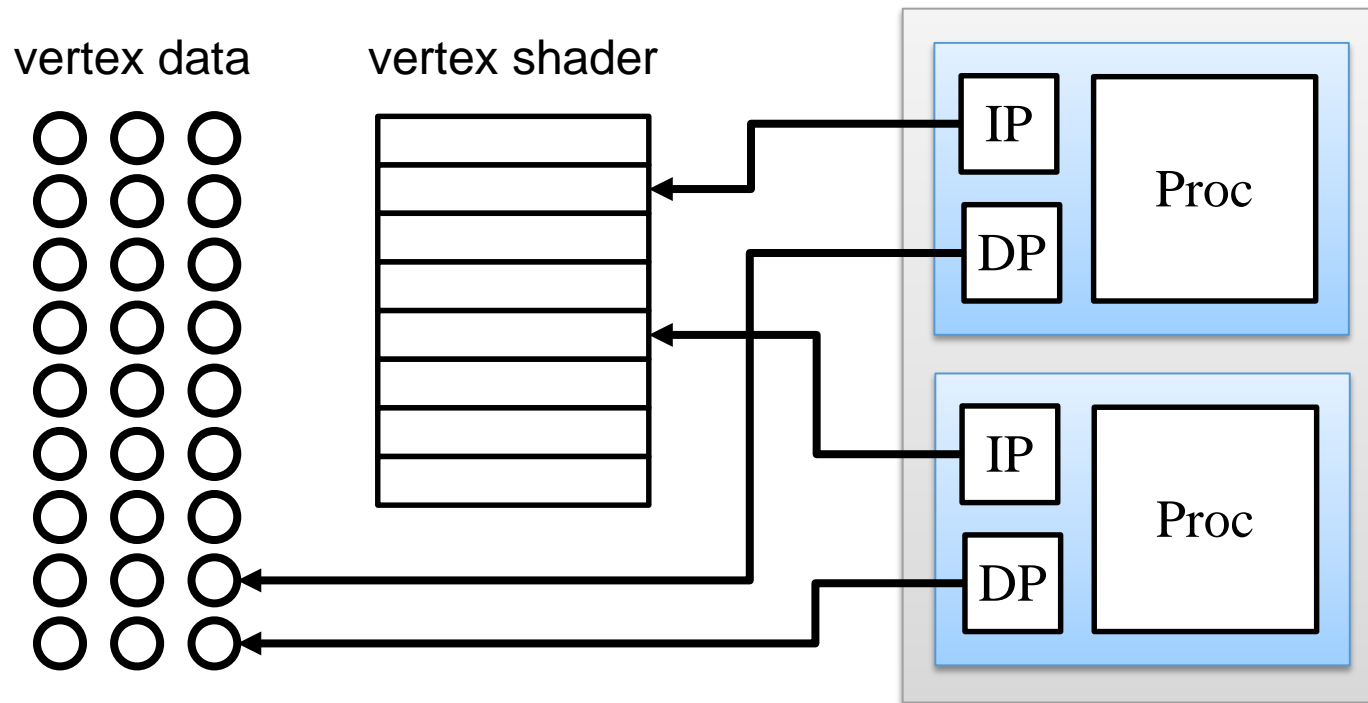 vertex data
vertex shader
IP
Proc
DP
IP
Proc
DP